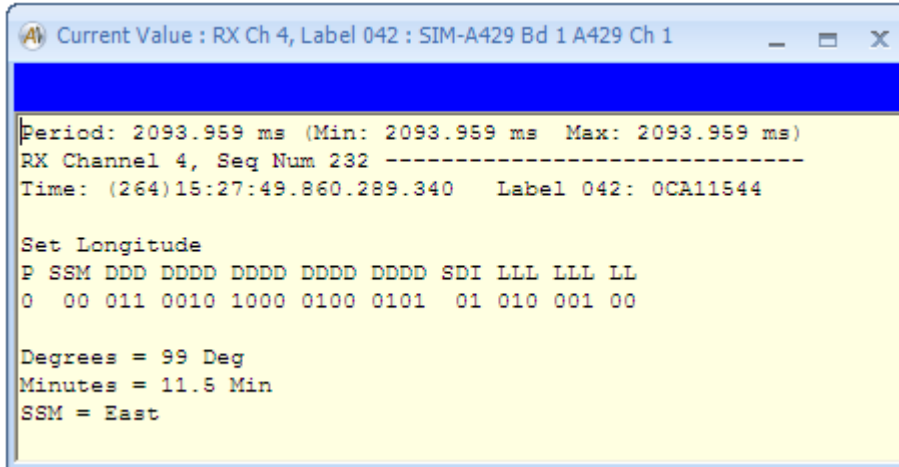 Current Value : RX Ch 4, Label 042 : SIM-A429 Bd 1 A429 Ch 1
Period: 2093.959 ms (Min: 2093.959 ms  Max: 2093.959 ms)
RX Channel 4, Seq Num 232 ------------------------------
Time: (264)15:27:49.860.289.340   Label 042: 0CA11544
Set Longitude
P SSM DDD DDDD DDDD DDDD DDDD SDI LLL LLL LL
0  00 011 0010 1000 0100 0101  01 010 001 00
Degrees = 99 Deg
Minutes = 11.5 Min
SSM = East